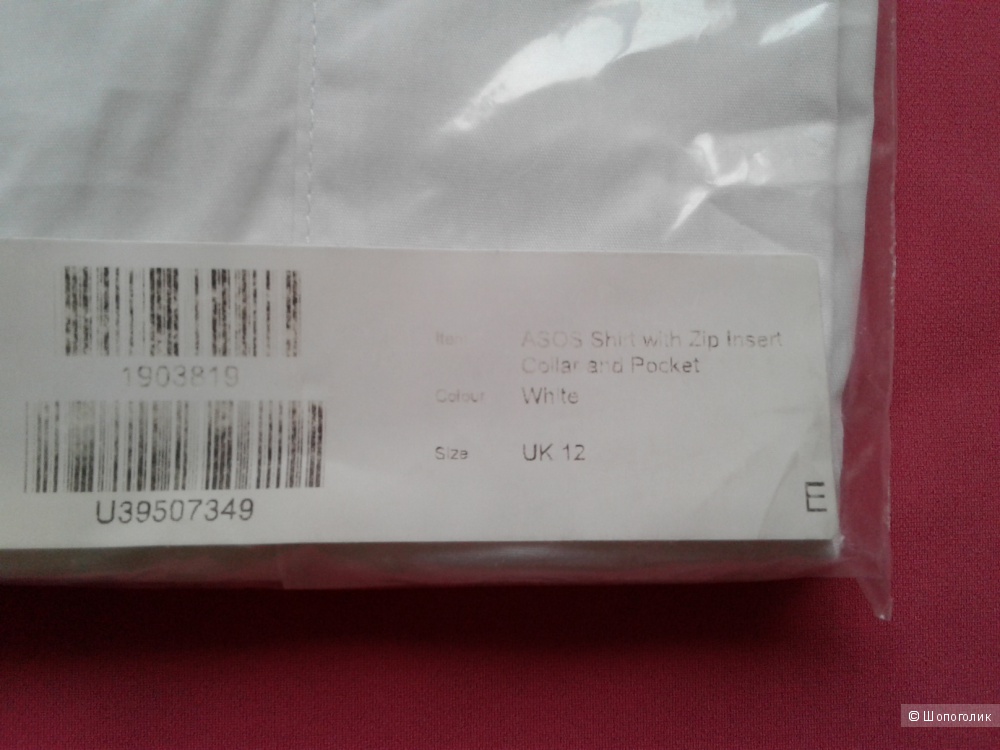 1903819
U39507349
Item ASOS Shirt with Zip Insert
Collar and Pocket
Colour White
Size UK 12
E
© Шопоголик